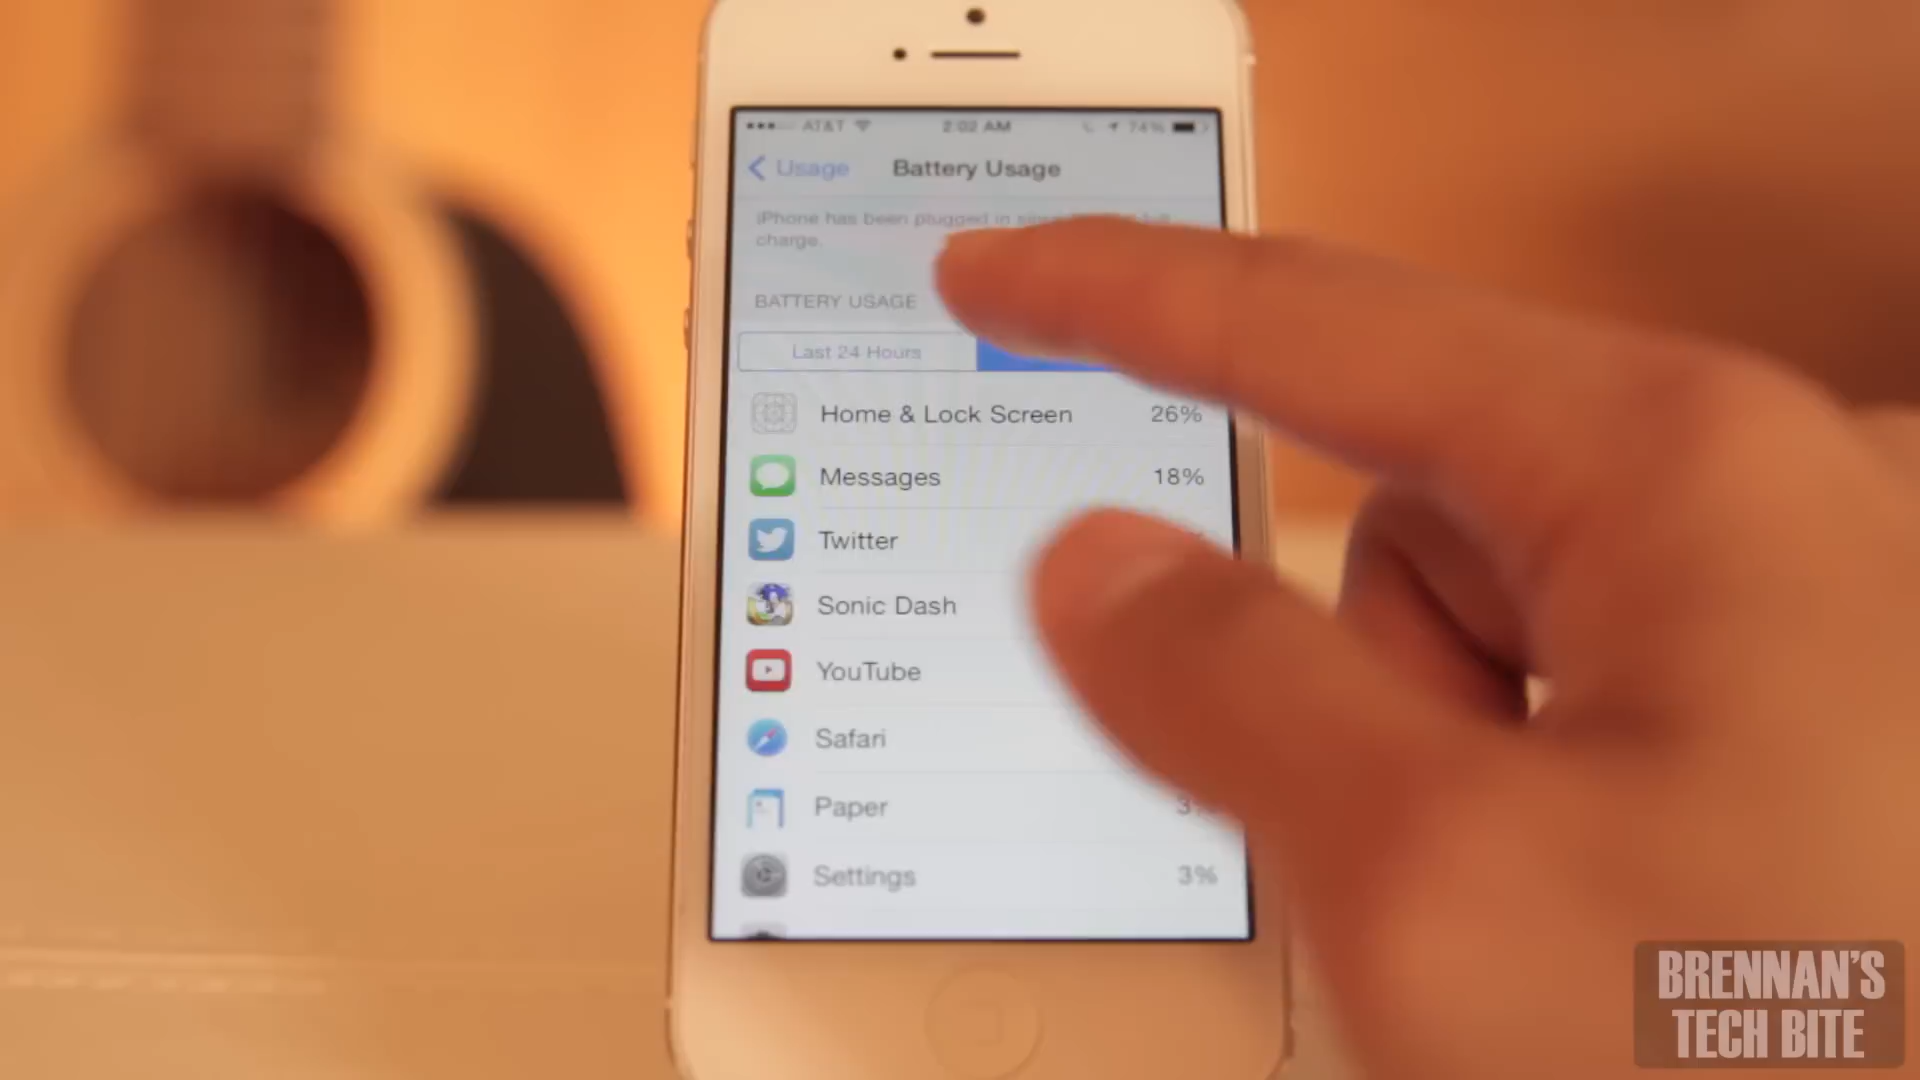 AT&T 2:02 AM 74%
Usage Battery Usage
iPhone has been plugged in
charge.
BATTERY USAGE
Last 24 Hours
Home & Lock Screen 26%
Messages 18%
Twitter
Sonic Dash
YouTube
Safari
Paper 3%
Settings 3%
BRENNAN'S
TECH BITE